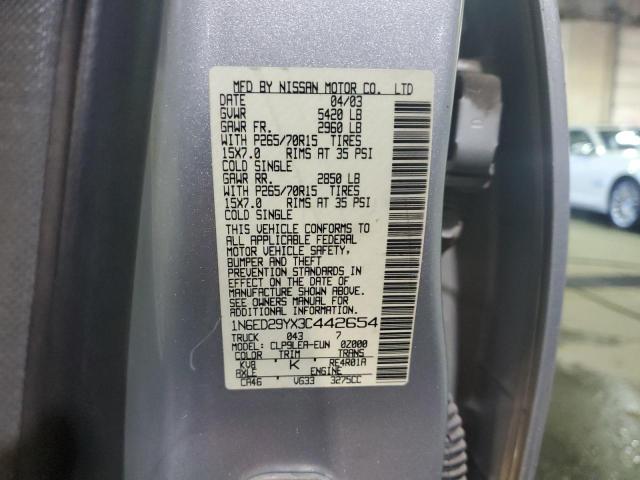 MFD BY NISSAN MOTOR CO. LTD
DATE 04/03
GVWR 5420 LB
GAWR FR. 2960 LB
WITH P265/70R15 TIRES
15X7.0 RIMS AT 35 PSI
COLD SINGLE
GAWR RR. 2850 LB
WITH P265/70R15 TIRES
15X7.0 RIMS AT 35 PSI
COLD SINGLE
THIS VEHICLE CONFORMS TO
ALL APPLICABLE FEDERAL
MOTOR VEHICLE SAFETY,
BUMPER AND THEFT
PREVENTION STANDARDS IN
EFFECT ON THE DATE OF
MANUFACTURE SHOWN ABOVE.
SEE OWNERS MANUAL FOR
ADDITIONAL INFORMATION.
1N6ED29YX3C442654
TRUCK 043 7
MODEL: CLP9LEA-EUN 0Z000
COLOR TRIM TRANS
KV8 K RE4R01A
AXLE ENGINE
CA46 VG33 3275CC